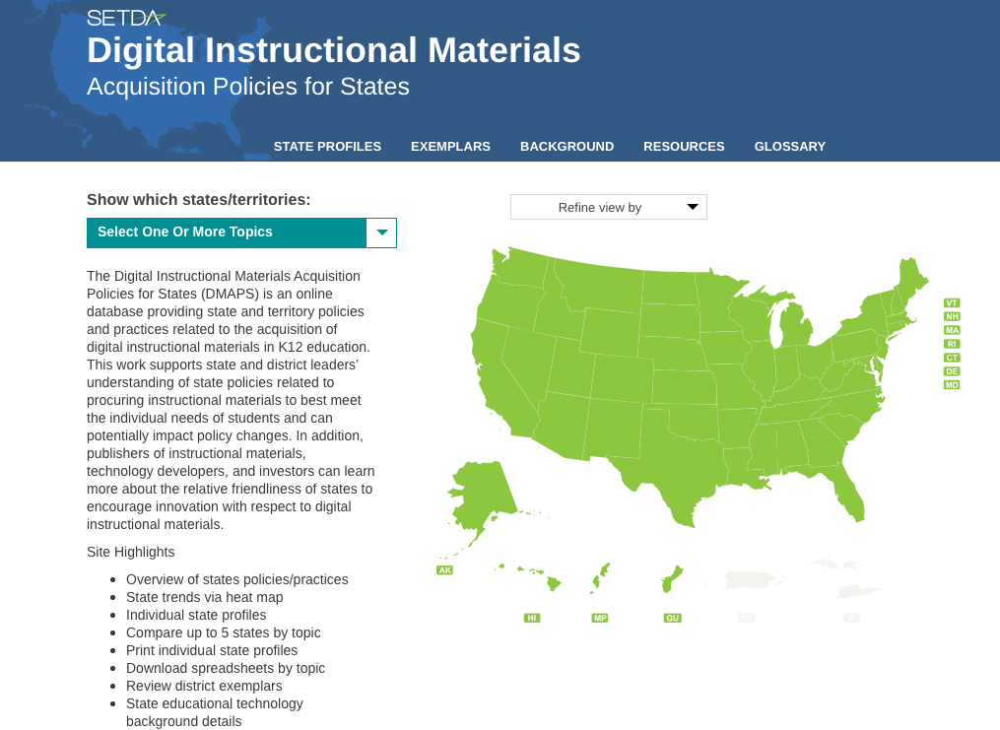 SETDA
Digital Instructional Materials
Acquisition Policies for States
STATE PROFILES EXEMPLARS BACKGROUND RESOURCES GLOSSARY
Show which states/territories:
Select One Or More Topics
Refine view by
The Digital Instructional Materials Acquisition
Policies for States (DMAPS) is an online
database providing state and territory policies
and practices related to the acquisition of
digital instructional materials in K12 education.
This work supports state and district leaders'
understanding of state policies related to
procuring instructional materials to best meet
the individual needs of students and can
potentially impact policy changes. In addition,
publishers of instructional materials,
technology developers, and investors can learn
more about the relative friendliness of states to
encourage innovation with respect to digital
instructional materials.
Site Highlights
• Overview of states policies/practices
• State trends via heat map
• Individual state profiles
• Compare up to 5 states by topic
• Print individual state profiles
• Download spreadsheets by topic
• Review district exemplars
• State educational technology
background details
VT
NH
MA
RI
CT
DE
MD
AK
HI
MP
GU
PR
VI